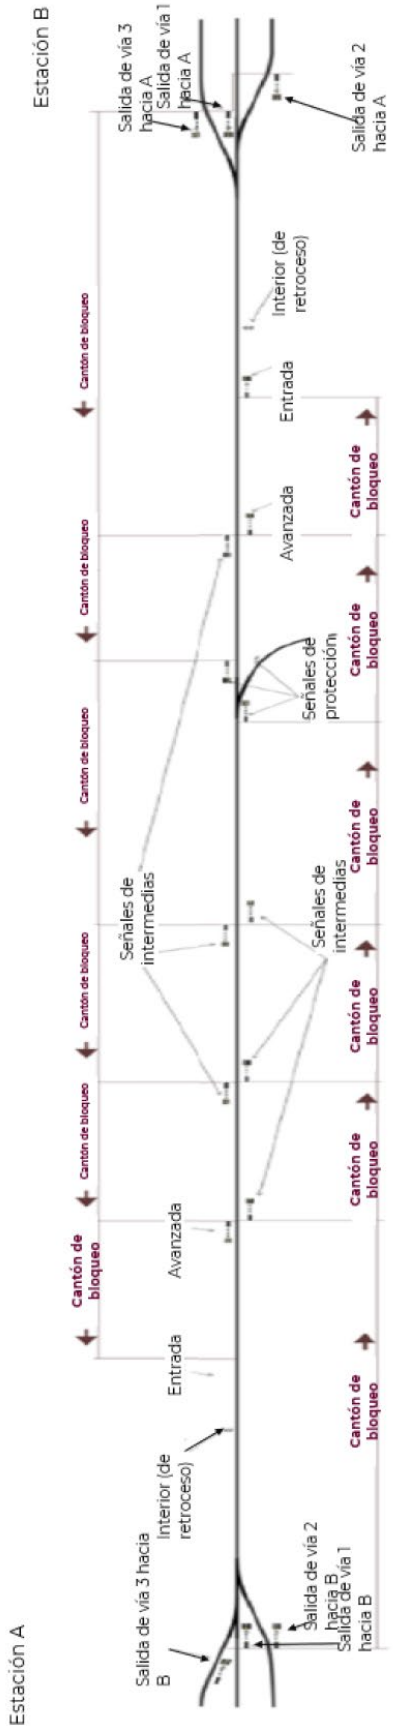 Estación A
Estación B
Salida de vía 3 hacia
B
Interior (de
retroceso)
Entrada
Avanzada
Señales de
intermedias
Salida de vía 3
hacia A
Salida de vía 1
hacia A
Cantón de
bloqueo
Cantón de bloqueo
Cantón de bloqueo
Cantón de bloqueo
Cantón de bloqueo
Cantón de bloqueo
Salida de vía 2
hacia B
Salida de vía 1
hacia B
Señales de
intermedias
Señales de
protección
Avanzada
Entrada
Interior (de
retroceso)
Salida de vía 2
hacia A
Cantón de
bloqueo
Cantón de
bloqueo
Cantón de
bloqueo
Cantón de
bloqueo
Cantón de
bloqueo
Cantón de
bloqueo